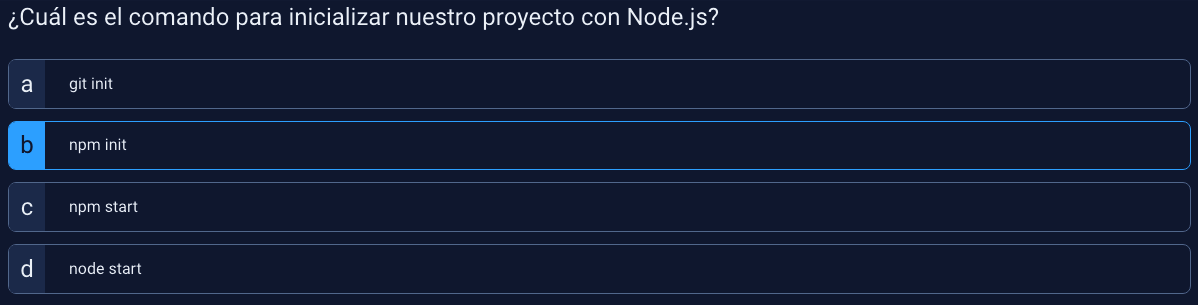 ¿Cuál es el comando para inicializar nuestro proyecto con Node.js?
a git init
b npm init
c npm start
d node start